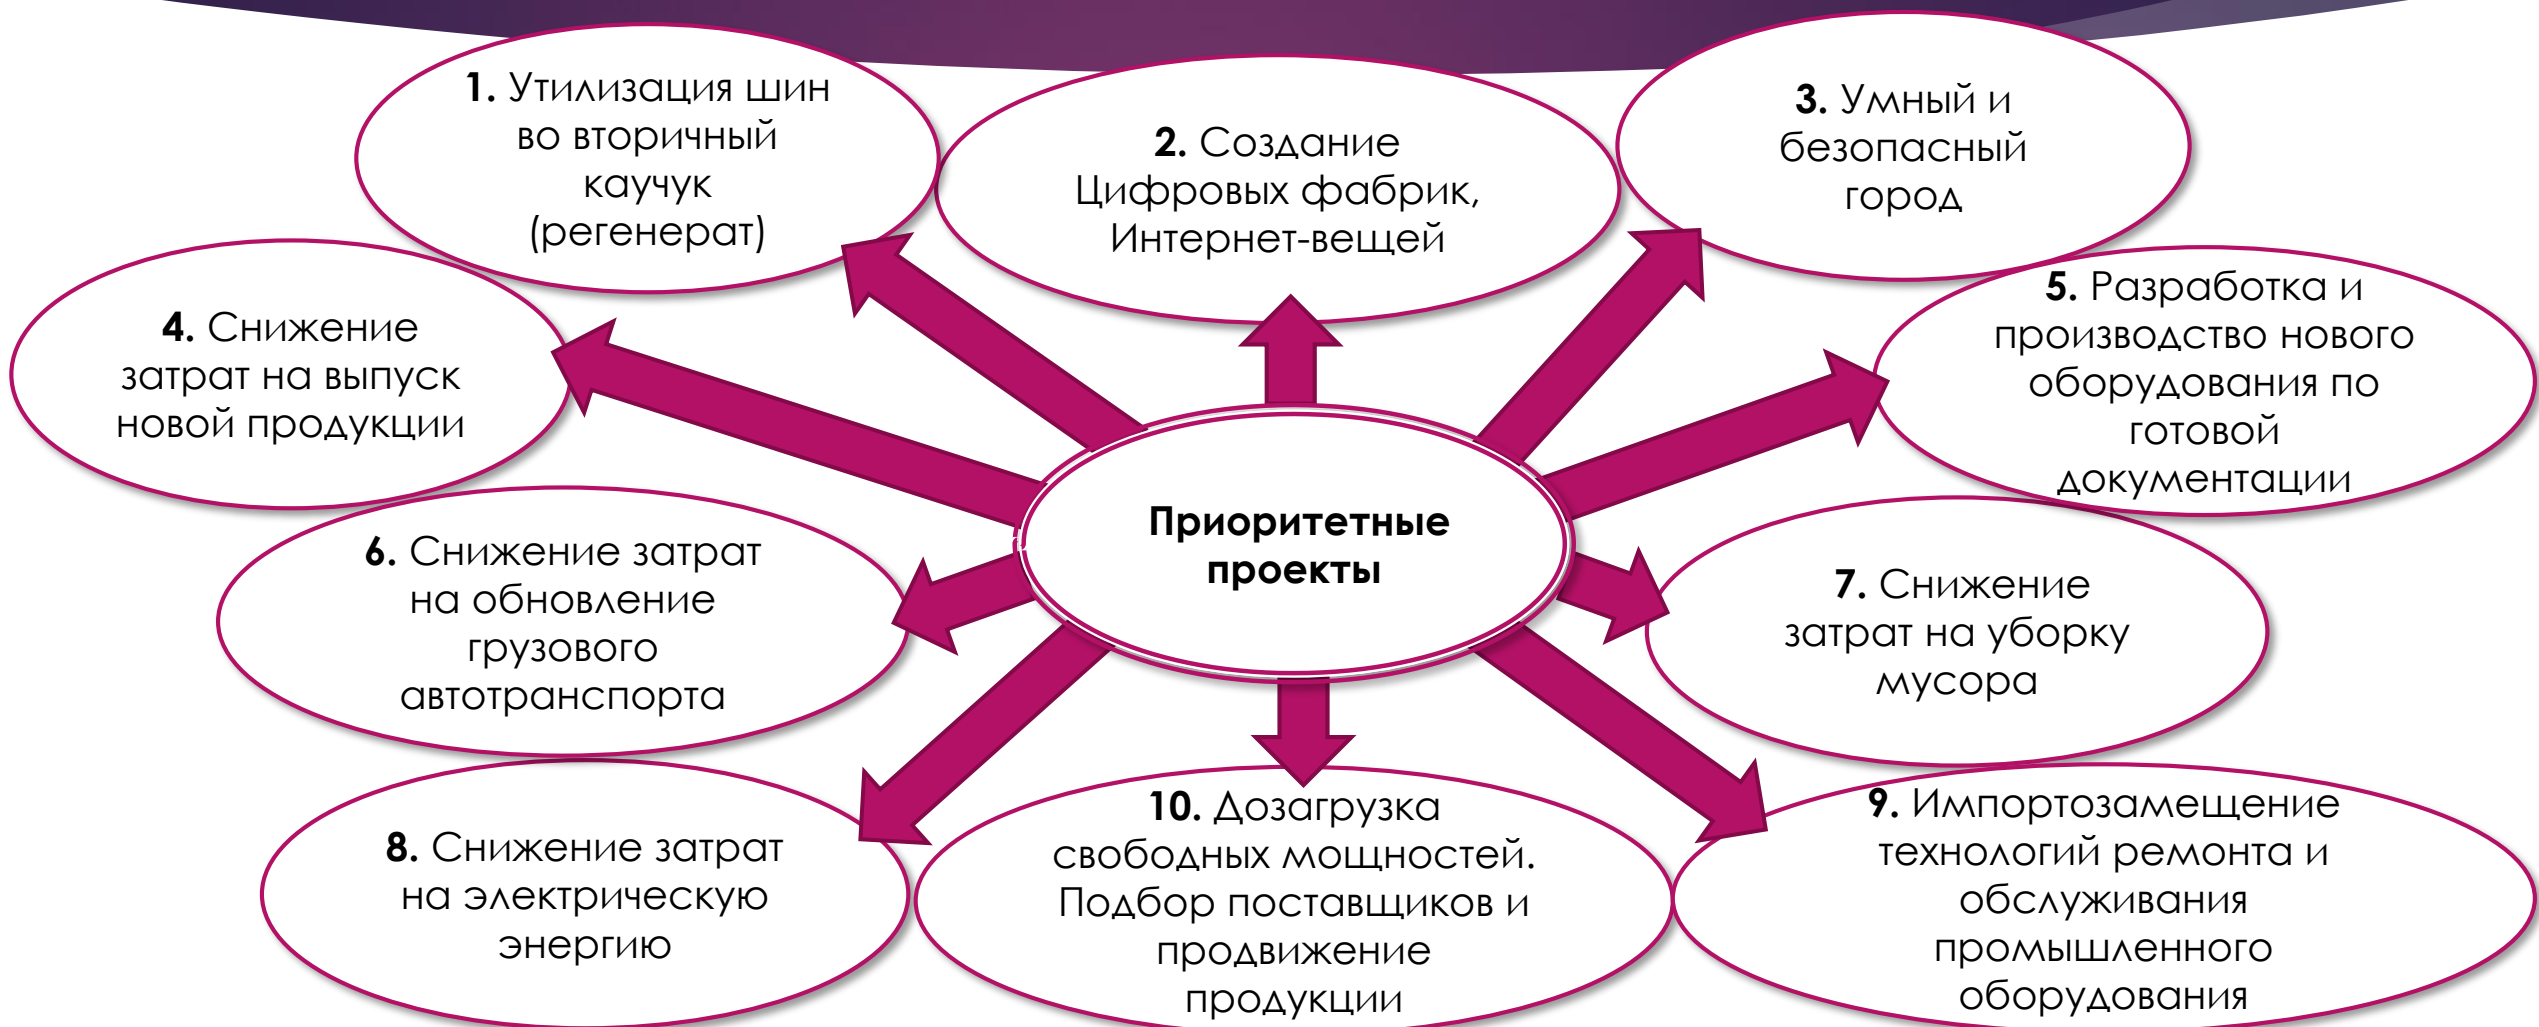 1. Утилизация шин
во вторичный
каучук
(регенерат)
2. Создание
Цифровых фабрик,
Интернет-вещей
3. Умный и
безопасный
город
4. Снижение
затрат на выпуск
новой продукции
5. Разработка и
производство нового
оборудования по
готовой
документации
Приоритетные
проекты
6. Снижение затрат
на обновление
грузового
автотранспорта
7. Снижение
затрат на уборку
мусора
8. Снижение затрат
на электрическую
энергию
10. Дозагрузка
свободных мощностей.
Подбор поставщиков и
продвижение
продукции
9. Импортозамещение
технологий ремонта и
обслуживания
промышленного
оборудования